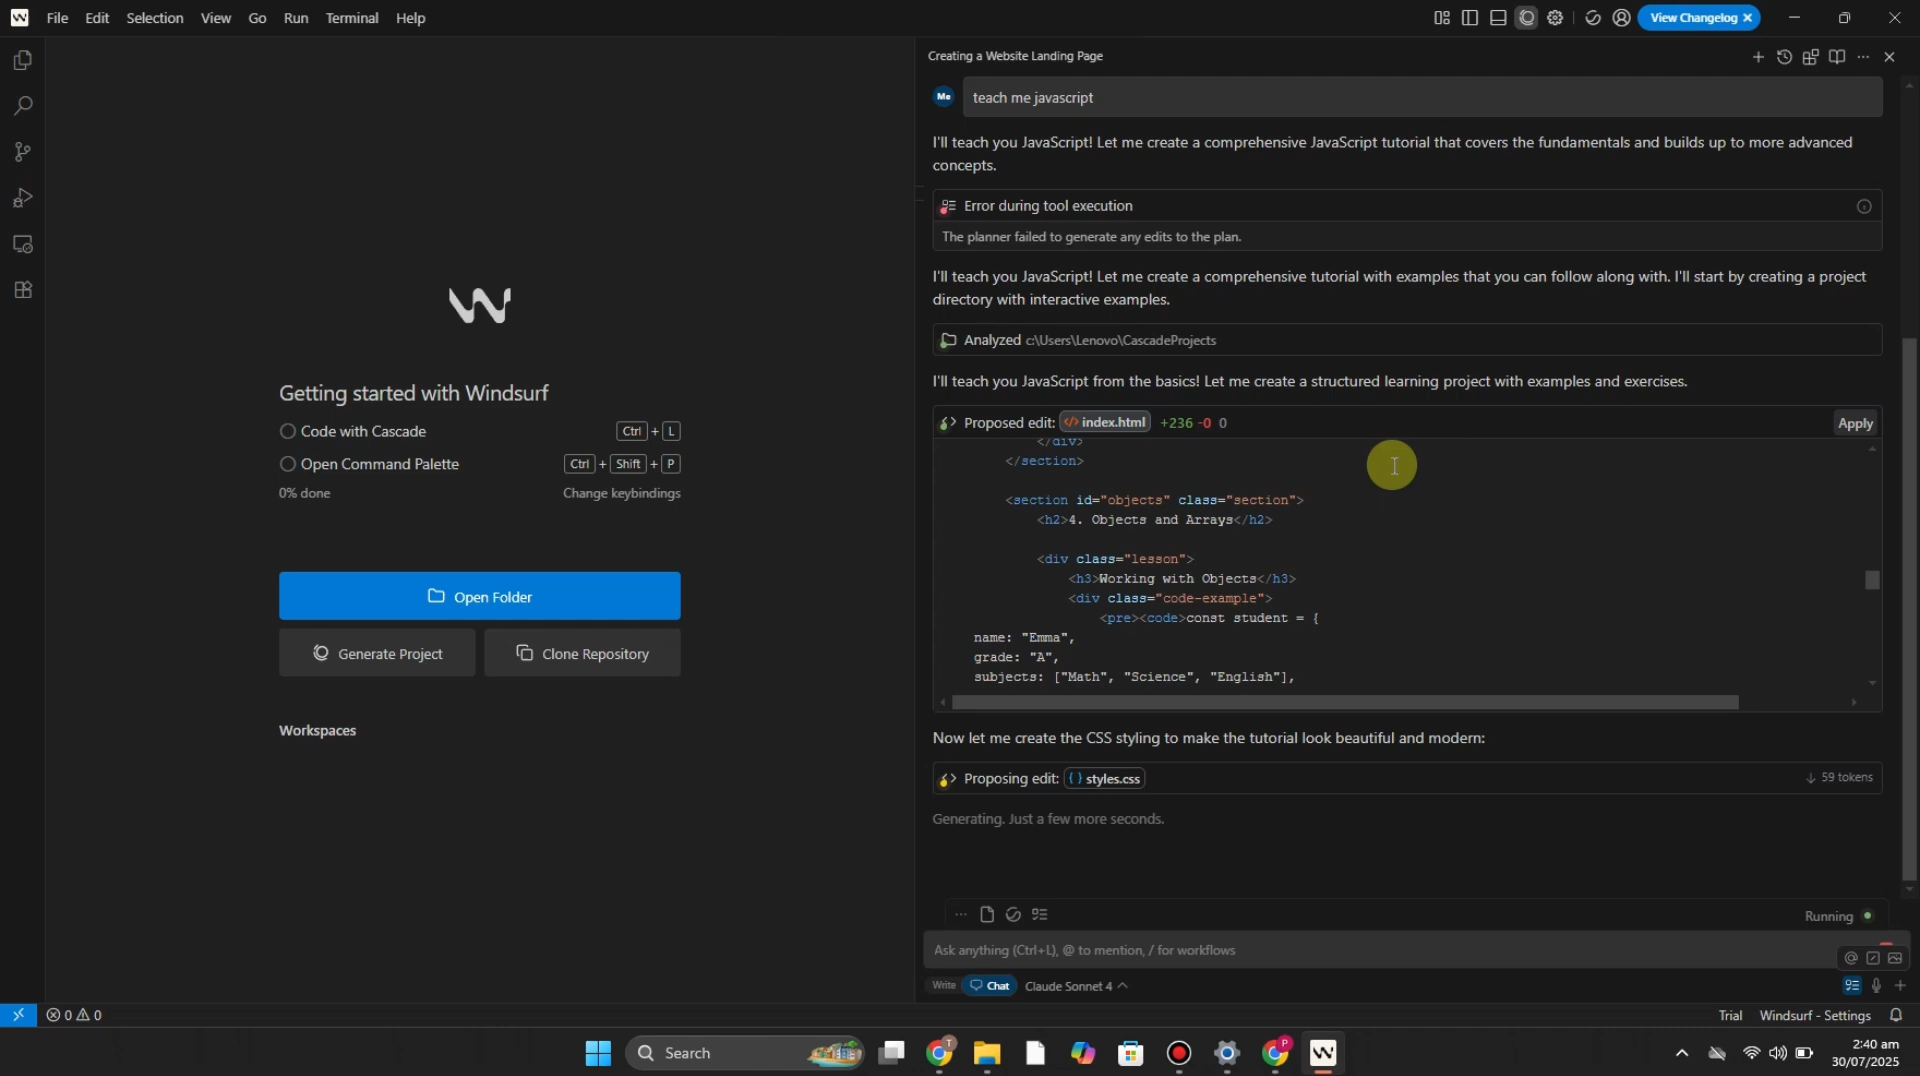 File Edit Selection View Go Run Terminal Help
View Changelog
Creating a Website Landing Page
Me
teach me javascript
I'll teach you JavaScript! Let me create a comprehensive JavaScript tutorial that covers the fundamentals and builds up to more advanced
concepts.
Error during tool execution
The planner failed to generate any edits to the plan.
I'll teach you JavaScript! Let me create a comprehensive tutorial with examples that you can follow along with. I'll start by creating a project
directory with interactive examples.
Analyzed c:\Users\Lenovo\CascadeProjects
I'll teach you JavaScript from the basics! Let me create a structured learning project with examples and exercises.
Proposed edit: index.html +236 -0 0
Apply
</div>
</section>
<section id="objects" class="section">
<h2>4. Objects and Arrays</h2>
<div class="lesson">
<h3>Working with Objects</h3>
<div class="code-example">
<pre><code>const student = {
name: "Emma",
grade: "A",
subjects: ["Math", "Science", "English"],
Now let me create the CSS styling to make the tutorial look beautiful and modern:
Proposing edit: { } styles.css
↓ 59 tokens
Generating. Just a few more seconds.
Running
Ask anything (Ctrl+L), @ to mention, / for workflows
Write Chat Claude Sonnet 4
Getting started with Windsurf
Code with Cascade Ctrl + L
Open Command Palette Ctrl + Shift + P
0% done Change keybindings
Open Folder
Generate Project Clone Repository
Workspaces
0 0
Trial Windsurf - Settings
Search
T
P
2:40 am
30/07/2025